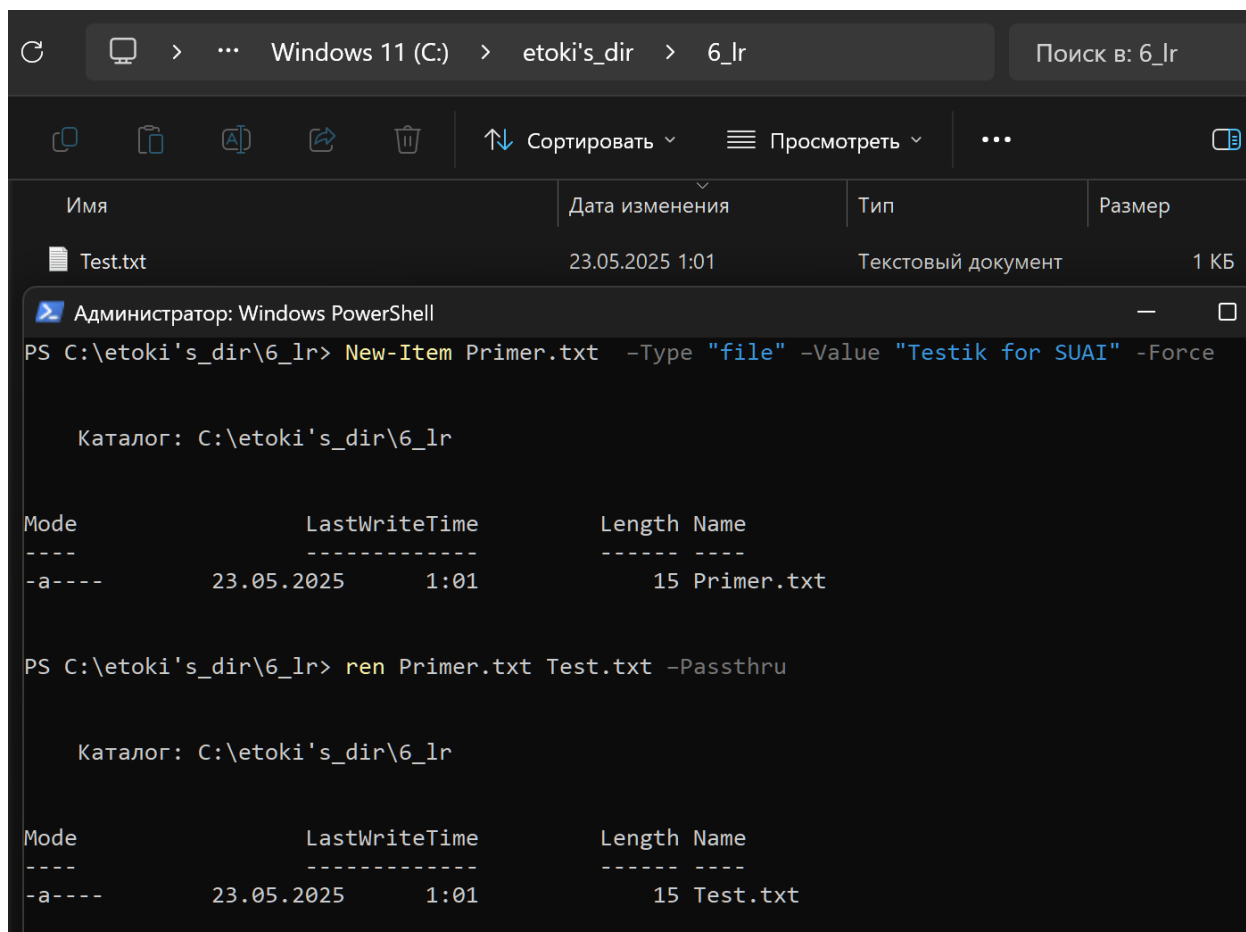 Windows 11 (C:) > etoki's_dir > 6_lr Поиск в: 6_lr
Сортировать Просмотреть
Имя Дата изменения Тип Размер
Test.txt 23.05.2025 1:01 Текстовый документ 1 КБ
Администратор: Windows PowerShell
PS C:\etoki's_dir\6_lr> New-Item Primer.txt –Type "file" –Value "Testik for SUAI" -Force
Каталог: C:\etoki's_dir\6_lr
Mode LastWriteTime Length Name
---- ------------- ------ ----
-a---- 23.05.2025 1:01 15 Primer.txt
PS C:\etoki's_dir\6_lr> ren Primer.txt Test.txt –Passthru
Каталог: C:\etoki's_dir\6_lr
Mode LastWriteTime Length Name
---- ------------- ------ ----
-a---- 23.05.2025 1:01 15 Test.txt